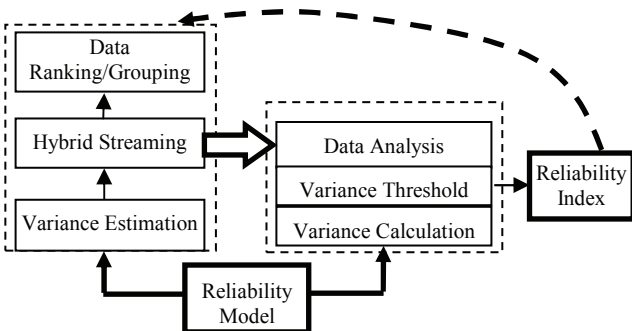 Data
Ranking/Grouping
Hybrid Streaming
Variance Estimation
Data Analysis
Variance Threshold
Variance Calculation
Reliability
Index
Reliability
Model